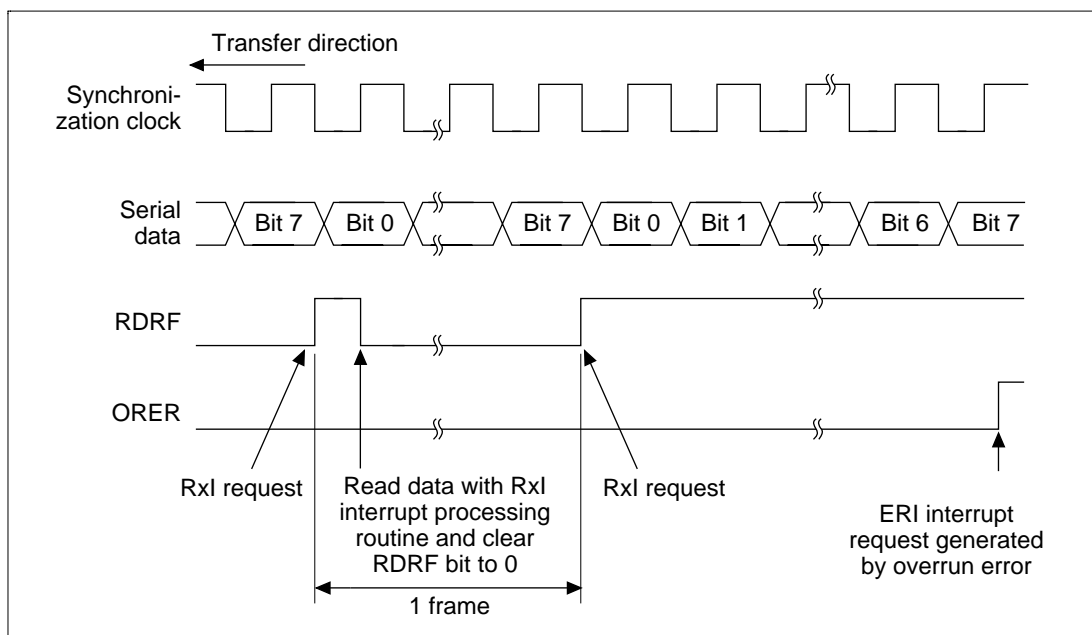 Transfer direction
Synchroni-
zation clock
Serial
data
Bit 7
Bit 0
Bit 7
Bit 0
Bit 1
Bit 6
Bit 7
RDRF
ORER
RxI request
Read data with RxI
interrupt processing
routine and clear
RDRF bit to 0
RxI request
ERI interrupt
request generated
by overrun error
1 frame